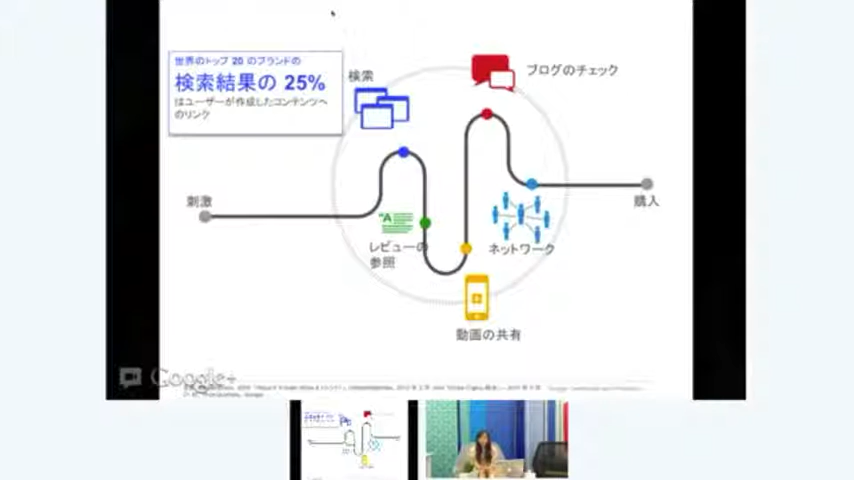 世界のトップ 20 のブランドの
検索結果の 25%
はユーザーが作成したコンテンツへ
のリンク
検索
ブログのチェック
刺激
購入
レビューの
参照
ネットワーク
動画の共有
Google+